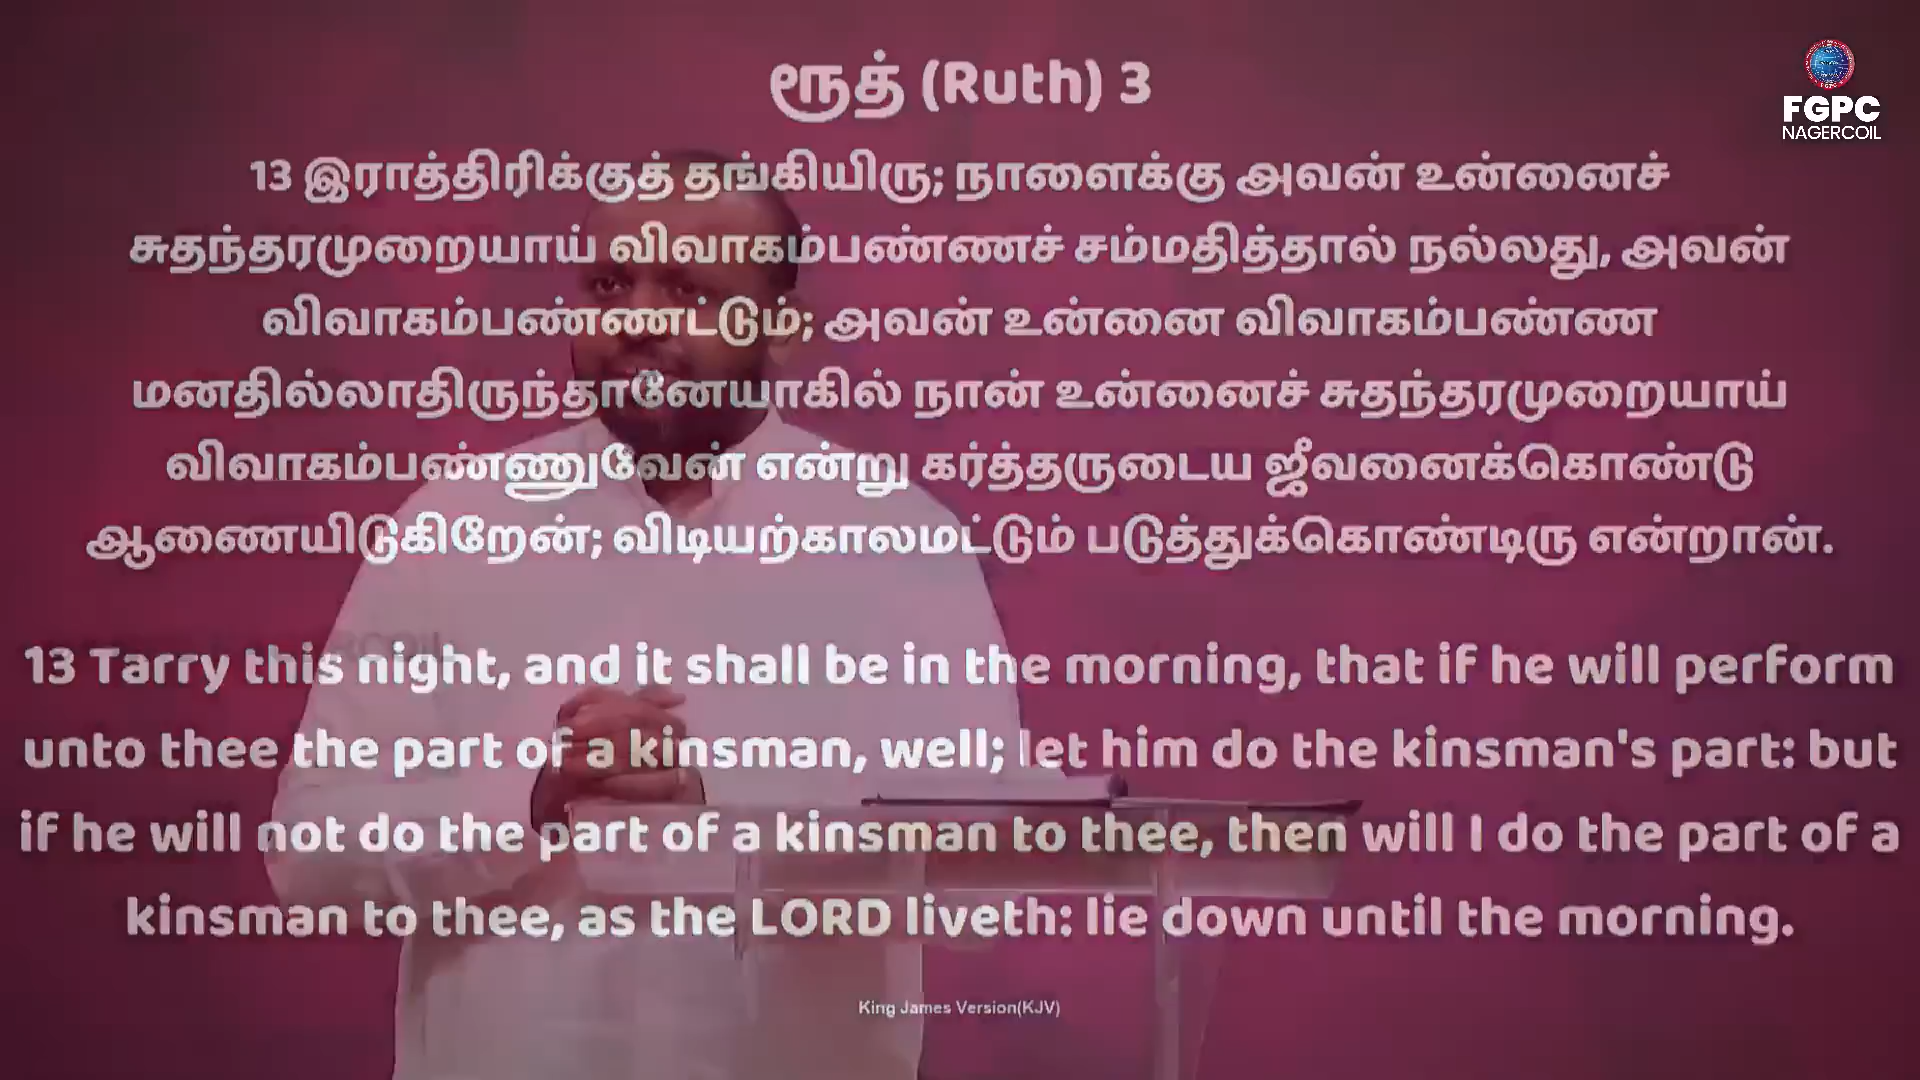 ரூத் (Ruth) 3
FGPC
NAGERCOIL
13 இராத்திரிக்குத் தங்கியிரு; நாளைக்கு அவன் உன்னைச்
சுதந்தரமுறையாய் விவாகம்பண்ணச் சம்மதித்தால் நல்லது, அவன்
விவாகம்பண்ணட்டும்; அவன் உன்னை விவாகம்பண்ண
மனதில்லாதிருந்தானேயாகில் நான் உன்னைச் சுதந்தரமுறையாய்
விவாகம்பண்ணுவேன் என்று கர்த்தருடைய ஜீவனைக்கொண்டு
ஆணையிடுகிறேன்; விடியற்காலமட்டும் படுத்துக்கொண்டிரு என்றான்.
13 Tarry this night, and it shall be in the morning, that if he will perform
unto thee the part of a kinsman, well; let him do the kinsman's part: but
if he will not do the part of a kinsman to thee, then will I do the part of a
kinsman to thee, as the LORD liveth: lie down until the morning.
King James Version(KJV)